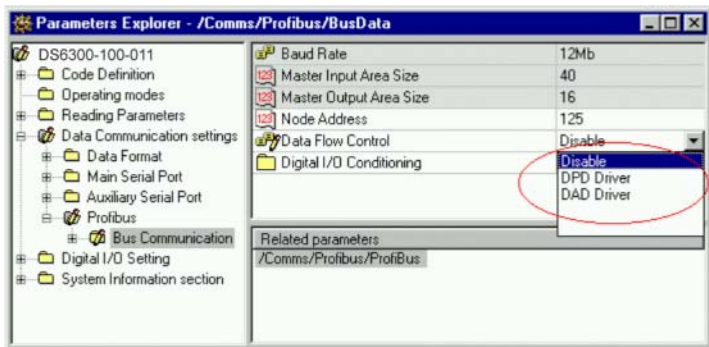 Parameters Explorer - /Comms/Profibus/BusData
DS6300-100-011
Code Definition
Operating modes
Reading Parameters
Data Communication settings
Data Format
Main Serial Port
Auxiliary Serial Port
Profibus
Bus Communication
Digital I/O Setting
System Information section
Baud Rate 12Mb
Master Input Area Size 40
Master Output Area Size 16
Node Address 125
Data Flow Control Disable
Digital I/O Conditioning
Disable
DPD Driver
DAD Driver
Related parameters
/Comms/Profibus/ProfiBus